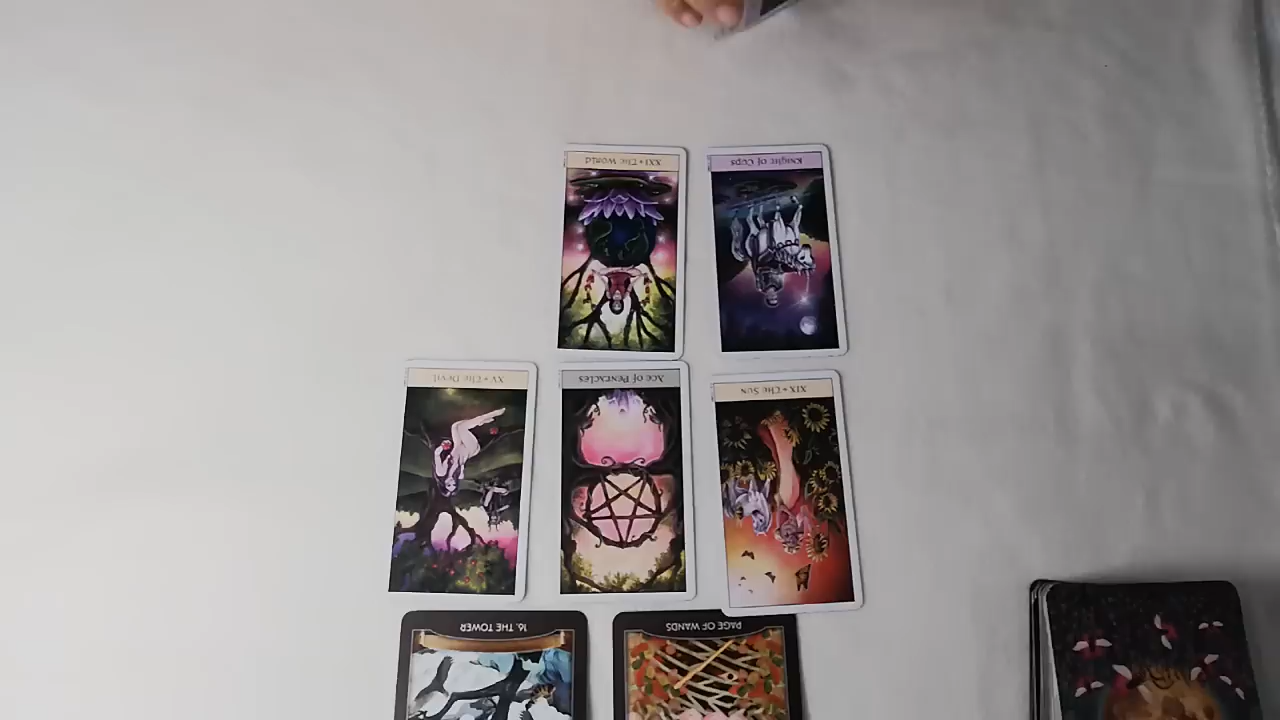 XXI • The World
Knight of Cups
XV • The Devil
Ace of Pentacles
XIX • The Sun
16. THE TOWER
PAGE OF WANDS